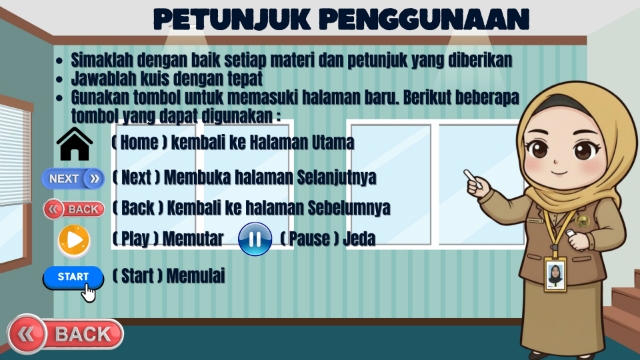 PETUNJUK PENGGUNAAN
• Simaklah dengan baik setiap materi dan petunjuk yang diberikan
• Jawablah kuis dengan tepat
• Gunakan tombol untuk memasuki halaman baru. Berikut beberapa
tombol yang dapat digunakan :
( Home ) kembali ke Halaman Utama
NEXT ( Next ) Membuka halaman Selanjutnya
BACK ( Back ) Kembali ke halaman Sebelumnya
( Play ) Memutar ( Pause ) Jeda
START ( Start ) Memulai
BACK